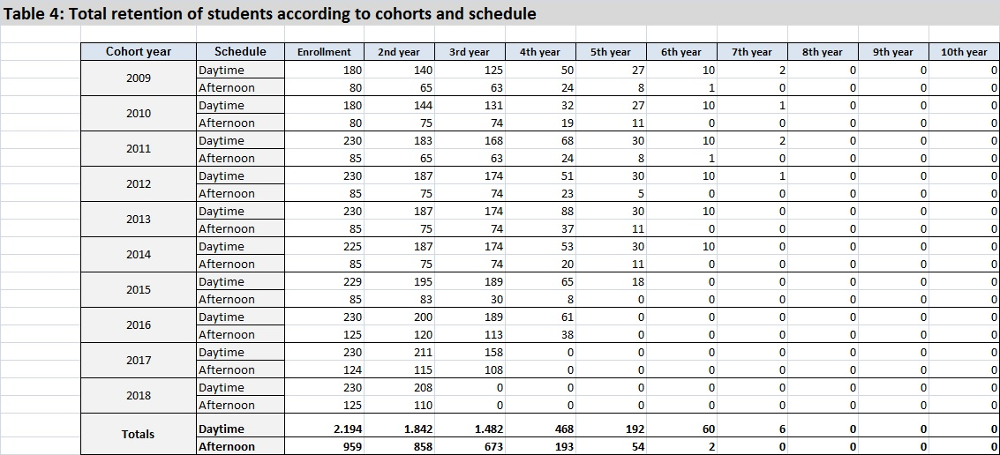 Table 4: Total retention of students according to cohorts and schedule
Cohort year Schedule Enrollment 2nd year 3rd year 4th year 5th year 6th year 7th year 8th year 9th year 10th year
2009 Daytime 180 140 125 50 27 10 2 0 0 0
Afternoon 80 65 63 24 8 1 0 0 0 0
2010 Daytime 180 144 131 32 27 10 1 0 0 0
Afternoon 80 75 74 19 11 0 0 0 0 0
2011 Daytime 230 183 168 68 30 10 2 0 0 0
Afternoon 85 65 63 24 8 1 0 0 0 0
2012 Daytime 230 187 174 51 30 10 1 0 0 0
Afternoon 85 75 74 23 5 0 0 0 0 0
2013 Daytime 230 187 174 88 30 10 0 0 0 0
Afternoon 85 75 74 37 11 0 0 0 0 0
2014 Daytime 225 187 174 53 30 10 0 0 0 0
Afternoon 85 75 74 20 11 0 0 0 0 0
2015 Daytime 229 195 189 65 18 0 0 0 0 0
Afternoon 85 83 30 8 0 0 0 0 0 0
2016 Daytime 230 200 189 61 0 0 0 0 0 0
Afternoon 125 120 113 38 0 0 0 0 0 0
2017 Daytime 230 211 158 0 0 0 0 0 0 0
Afternoon 124 115 108 0 0 0 0 0 0 0
2018 Daytime 230 208 0 0 0 0 0 0 0 0
Afternoon 125 110 0 0 0 0 0 0 0 0
Totals Daytime 2.194 1.842 1.482 468 192 60 6 0 0 0
Afternoon 959 858 673 193 54 2 0 0 0 0